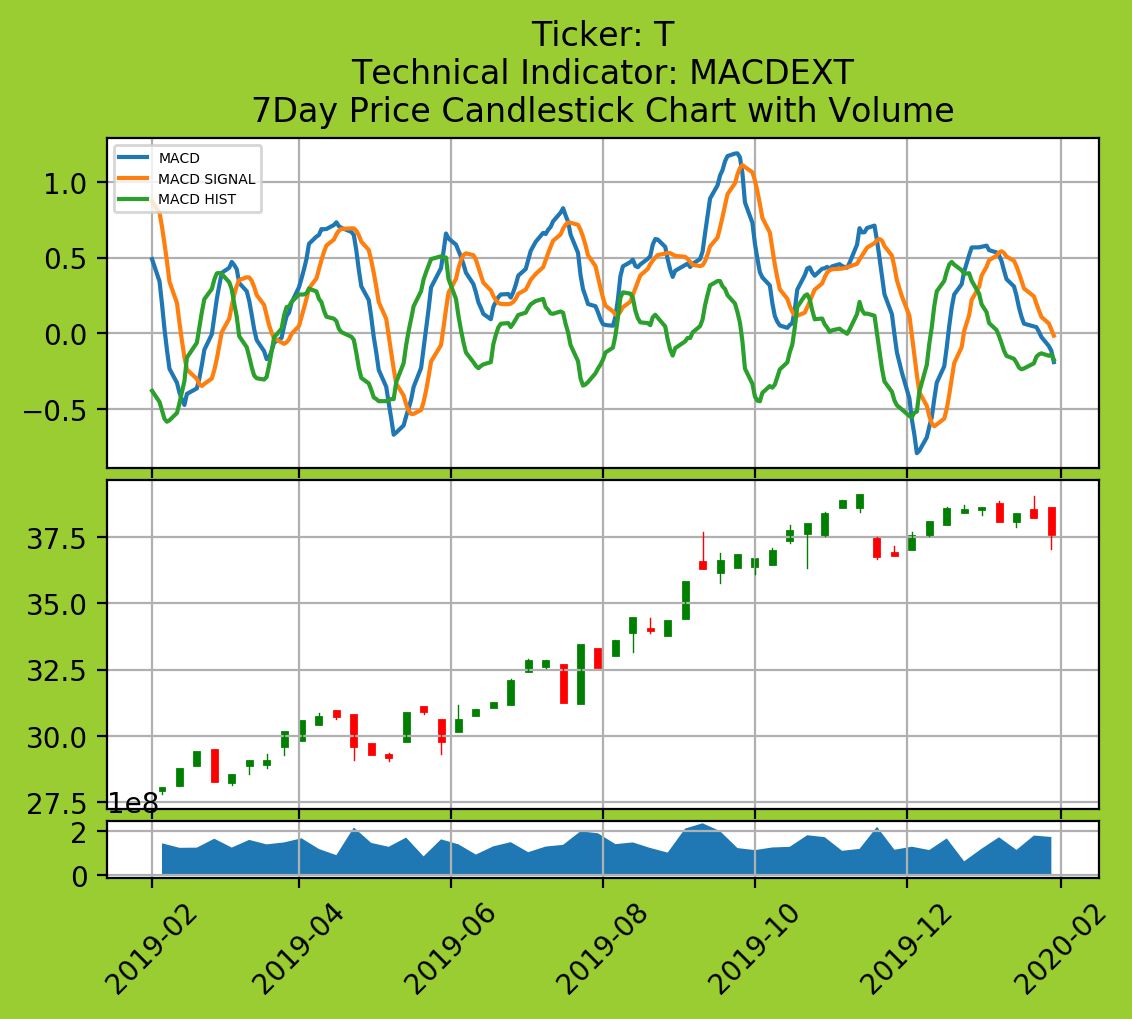 Ticker: T
Technical Indicator: MACDEXT
7Day Price Candlestick Chart with Volume
MACD
MACD SIGNAL
MACD HIST
1.0
0.5
0.0
−0.5
37.5
35.0
32.5
30.0
27.5
1e8
2
0
2019-02
2019-04
2019-06
2019-08
2019-10
2019-12
2020-02